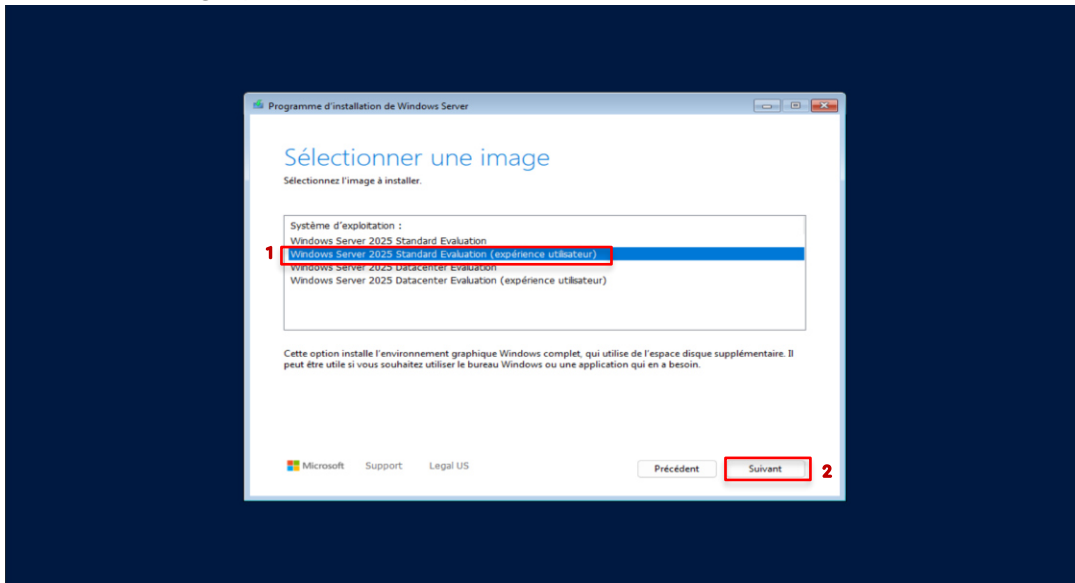 Programme d'installation de Windows Server
Sélectionner une image
Sélectionnez l'image à installer.
Système d'exploitation :
Windows Server 2025 Standard Evaluation
1
Windows Server 2025 Standard Evaluation (expérience utilisateur)
Windows Server 2025 Datacenter Evaluation
Windows Server 2025 Datacenter Evaluation (expérience utilisateur)
Cette option installe l'environnement graphique Windows complet, qui utilise de l'espace disque supplémentaire. Il
peut être utile si vous souhaitez utiliser le bureau Windows ou une application qui en a besoin.
Microsoft Support Legal US
Précédent Suivant 2